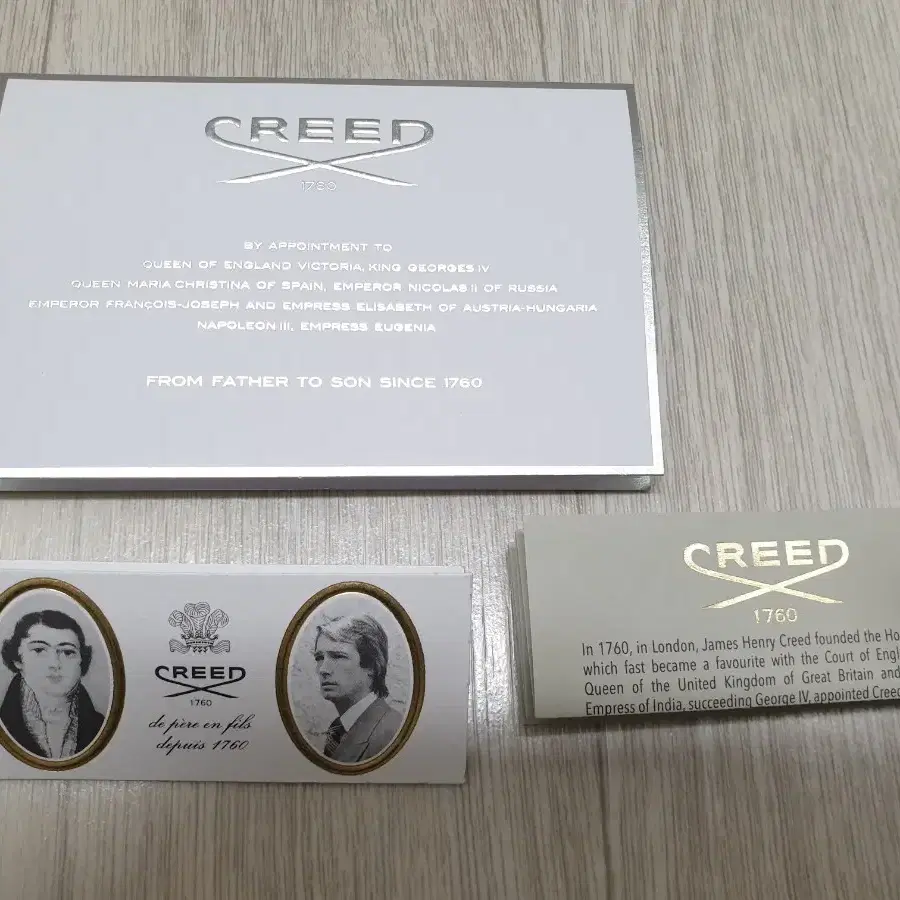 CREED
1760
BY APPOINTMENT TO
QUEEN OF ENGLAND VICTORIA, KING GEORGES IV
QUEEN MARIA CHRISTINA OF SPAIN, EMPEROR NICOLAS II OF RUSSIA
EMPEROR FRANÇOIS-JOSEPH AND EMPRESS ELISABETH OF AUSTRIA-HUNGARIA
NAPOLEON III, EMPRESS EUGENIA
FROM FATHER TO SON SINCE 1760
CREED
1760
de père en fils
depuis 1760
CREED
1760
In 1760, in London, James Henry Creed founded the Ho
which fast became a favourite with the Court of Engl
Queen of the United Kingdom of Great Britain and
Empress of India, succeeding George IV, appointed Creed